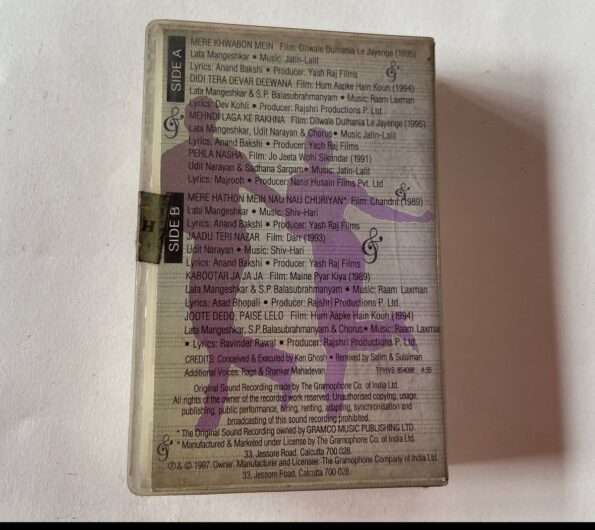 SIDE A
MERE KHWABON MEIN Film: Dilwale Dulhania Le Jayenge (1995)
Lata Mangeshkar • Music: Jatin-Lalit
Lyrics: Anand Bakshi • Producer: Yash Raj Films
DIDI TERA DEVAR DEEWANA Film: Hum Aapke Hain Koun (1994)
Lata Mangeshkar & S.P. Balasubrahmanyam • Music: Raam Laxman
Lyrics: Dev Kohli • Producer: Rajshri Productions P. Ltd.
MEHNDI LAGA KE RAKHNA Film: Dilwale Dulhania Le Jayenge (1995)
Lata Mangeshkar, Udit Narayan & Chorus • Music Jatin-Lalit
Lyrics: Anand Bakshi • Producer: Yash Raj Films
PEHLA NASHA Film: Jo Jeeta Wohi Sikandar (1991)
Udit Narayan & Sadhana Sargam • Music: Jatin-Lalit
Lyrics: Majrooh • Producer: Nasir Husain Films Pvt. Ltd.
SIDE B
MERE HATHON MEIN NAU NAU CHURIYAN* Film: Chandni (1989)
Lata Mangeshkar • Music: Shiv-Hari
Lyrics: Anand Bakshi • Producer: Yash Raj Films
JAADU TERI NAZAR Film: Darr (1993)
Udit Narayan • Music: Shiv-Hari
Lyrics: Anand Bakshi • Producer: Yash Raj Films
KABOOTAR JA JA JA Film: Maine Pyar Kiya (1989)
Lata Mangeshkar & S.P. Balasubrahmanyam • Music: Raam Laxman
Lyrics: Asad Bhopali • Producer: Rajshri Productions P. Ltd.
JOOTE DEDO, PAISE LELO Film: Hum Aapke Hain Koun (1994)
Lata Mangeshkar, S.P. Balasubrahmanyam & Chorus • Music: Raam Laxman
• Lyrics: Ravinder Rawal • Producer: Rajshri Productions P. Ltd.
CREDITS: Conceived & Executed by Ken Ghosh • Remixed by Salim & Sulaiman
Additional Voices: Rags & Shankar Mahadevan TPHVS 854066 A 55
Original Sound Recording made by The Gramophone Co. of India Ltd.
All rights of the owner of the recorded work reserved. Unauthorised copying, usage,
publishing, public performance, hiring, renting, adapting, synchronisation and
broadcasting of this sound recording prohibited.
* The Original Sound Recording owned by GRAMCO MUSIC PUBLISHING LTD.
* Manufactured & Marketed under License by The Gramophone Co. of India Ltd.
33, Jessore Road, Calcutta 700 028.
℗ & © 1997. Owner, Manufacturer and Licensee: The Gramophone Company of India Ltd.
33, Jessore Road, Calcutta 700 028.
H